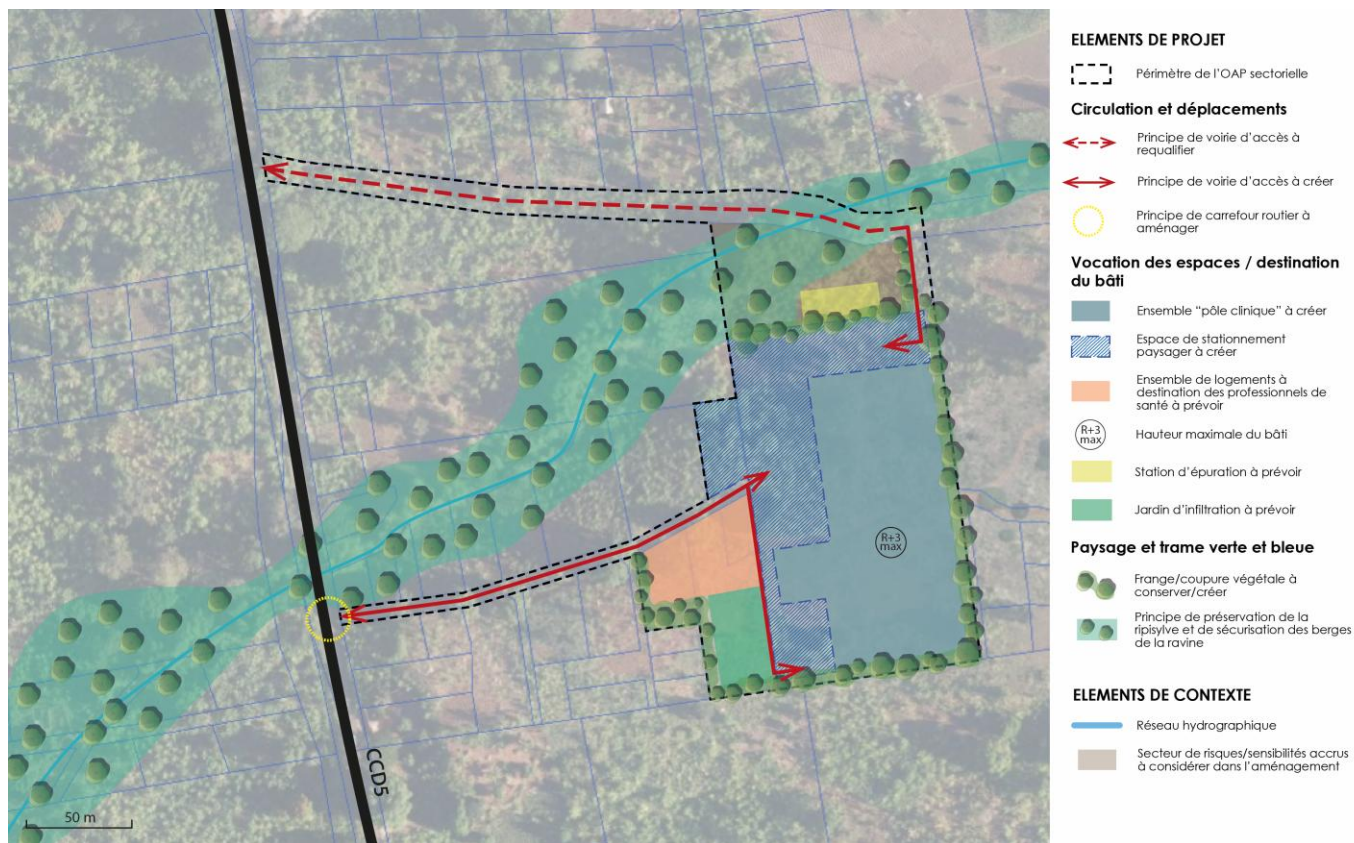 R+3
max
CCD5
50 m
ELEMENTS DE PROJET
Périmètre de l'OAP sectorielle
Circulation et déplacements
Principe de voirie d'accès à
requalifier
Principe de voirie d'accès à créer
Principe de carrefour routier à
aménager
Vocation des espaces / destination
du bâti
Ensemble "pôle clinique" à créer
Espace de stationnement
paysager à créer
Ensemble de logements à
destination des professionnels de
santé à prévoir
R+3
max
Hauteur maximale du bâti
Station d'épuration à prévoir
Jardin d'infiltration à prévoir
Paysage et trame verte et bleue
Frange/coupure végétale à
conserver/créer
Principe de préservation de la
ripisylve et de sécurisation des berges
de la ravine
ELEMENTS DE CONTEXTE
Réseau hydrographique
Secteur de risques/sensibilités accrus
à considérer dans l'aménagement